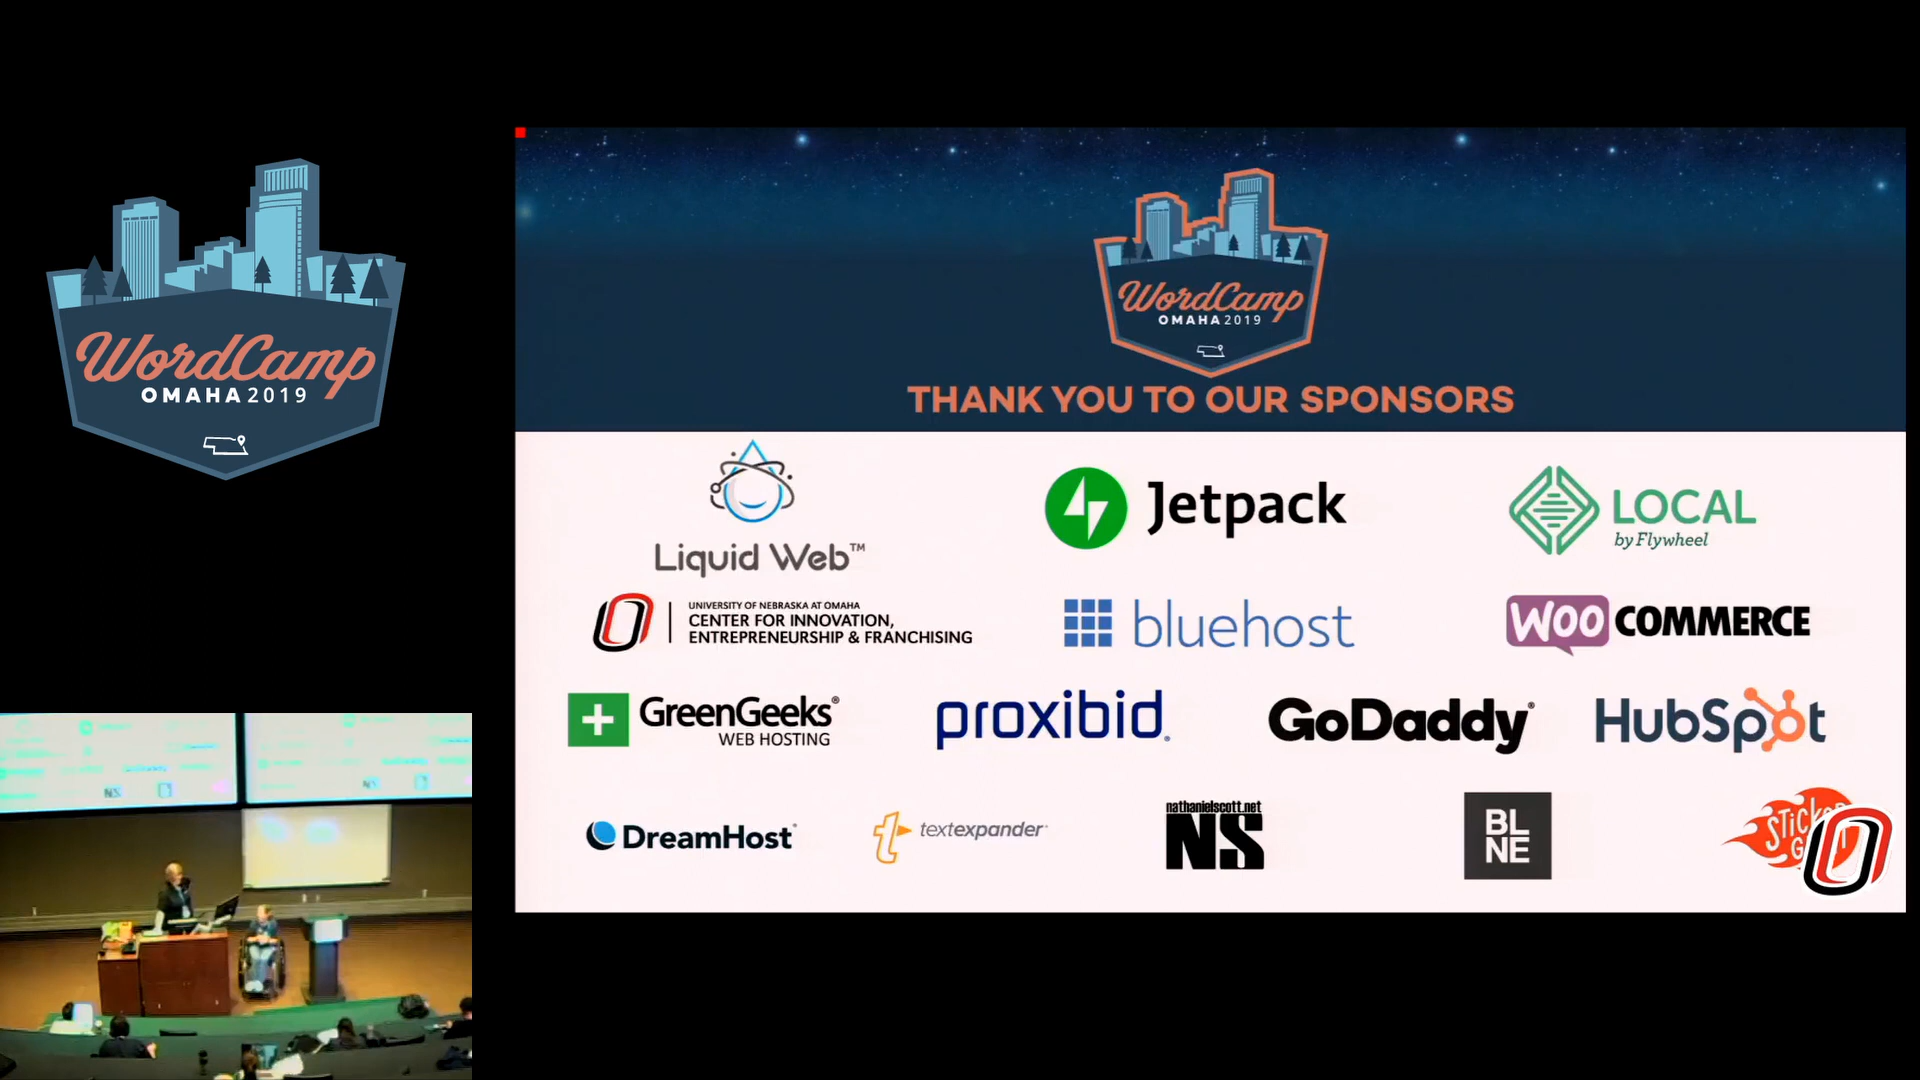 WordCamp
OMAHA 2019
WordCamp
OMAHA 2019
THANK YOU TO OUR SPONSORS
Liquid Web™
Jetpack
LOCAL
by Flywheel
UNIVERSITY OF NEBRASKA AT OMAHA
CENTER FOR INNOVATION,
ENTREPRENEURSHIP & FRANCHISING
bluehost
WOO COMMERCE
GreenGeeks®
WEB HOSTING
proxibid®
GoDaddy®
HubSpot
DreamHost
textexpander
nathanielscott.net
NS
BL
NE
O